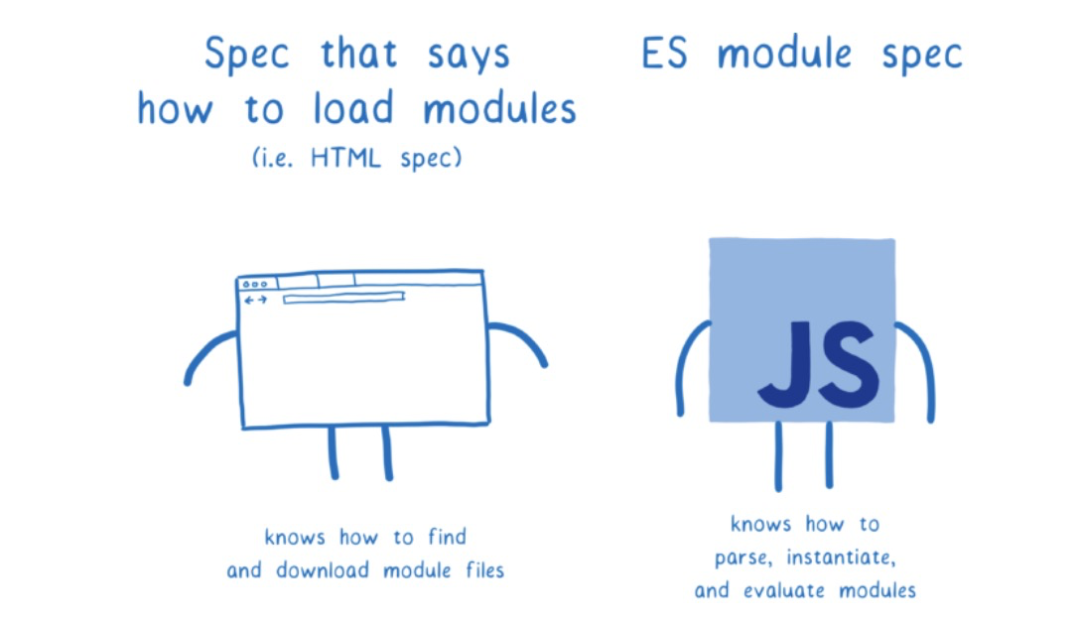 Spec that says
how to load modules
(i.e. HTML spec)
knows how to find
and download module files
ES module spec
JS
knows how to
parse, instantiate,
and evaluate modules